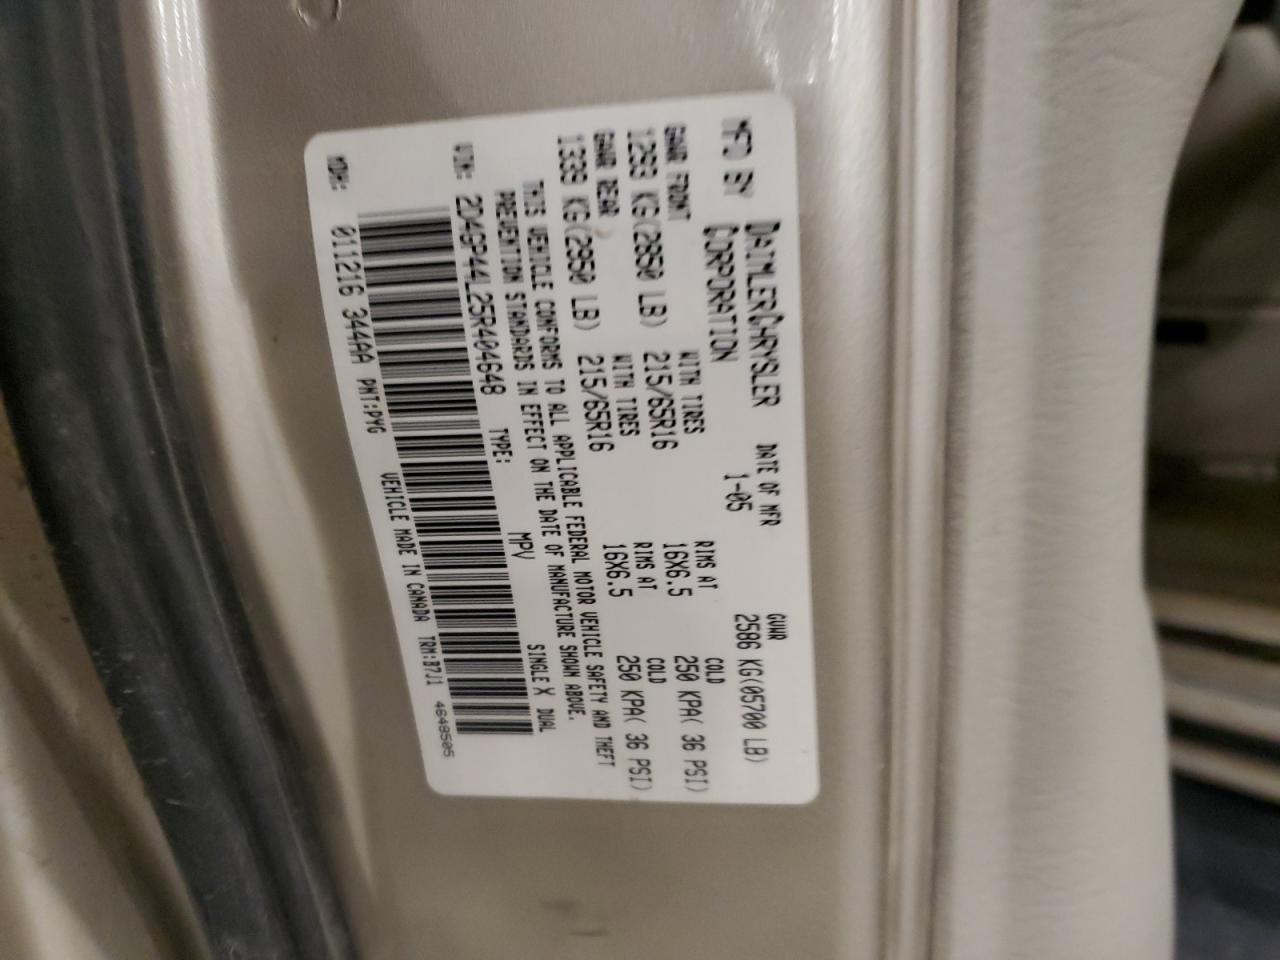 MFD BY DAIMLERCHRYSLER CORPORATION DATE OF MFR 1-05 GVWR 2586 KG(05700 LB)
GAWR FRONT WITH TIRES RIMS AT COLD
1293 KG(2850 LB) 215/65R16 16X6.5 250 KPA( 36 PSI)
GAWR REAR WITH TIRES RIMS AT COLD
1339 KG(2950 LB) 215/65R16 16X6.5 250 KPA( 36 PSI)
THIS VEHICLE CONFORMS TO ALL APPLICABLE FEDERAL MOTOR VEHICLE SAFETY AND THEFT
PREVENTION STANDARDS IN EFFECT ON THE DATE OF MANUFACTURE SHOWN ABOVE.
VIN: 2D4GP44L25R404648 TYPE: MPV SINGLE X DUAL
MDH: 011216 344AA PNT:PYG VEHICLE MADE IN CANADA TRM:B7J1 4648505